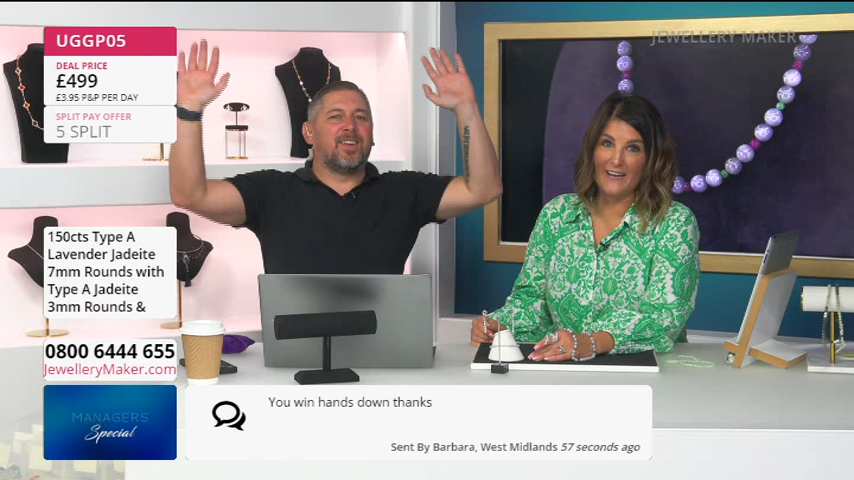 UGGP05
DEAL PRICE
£499
£3.95 P&P PER DAY
SPLIT PAY OFFER
5 SPLIT
JEWELLERY MAKER
150cts Type A
Lavender Jadeite
7mm Rounds with
Type A Jadeite
3mm Rounds &
0800 6444 655
JewelleryMaker.com
MANAGERS
Special
You win hands down thanks
Sent By Barbara, West Midlands 57 seconds ago